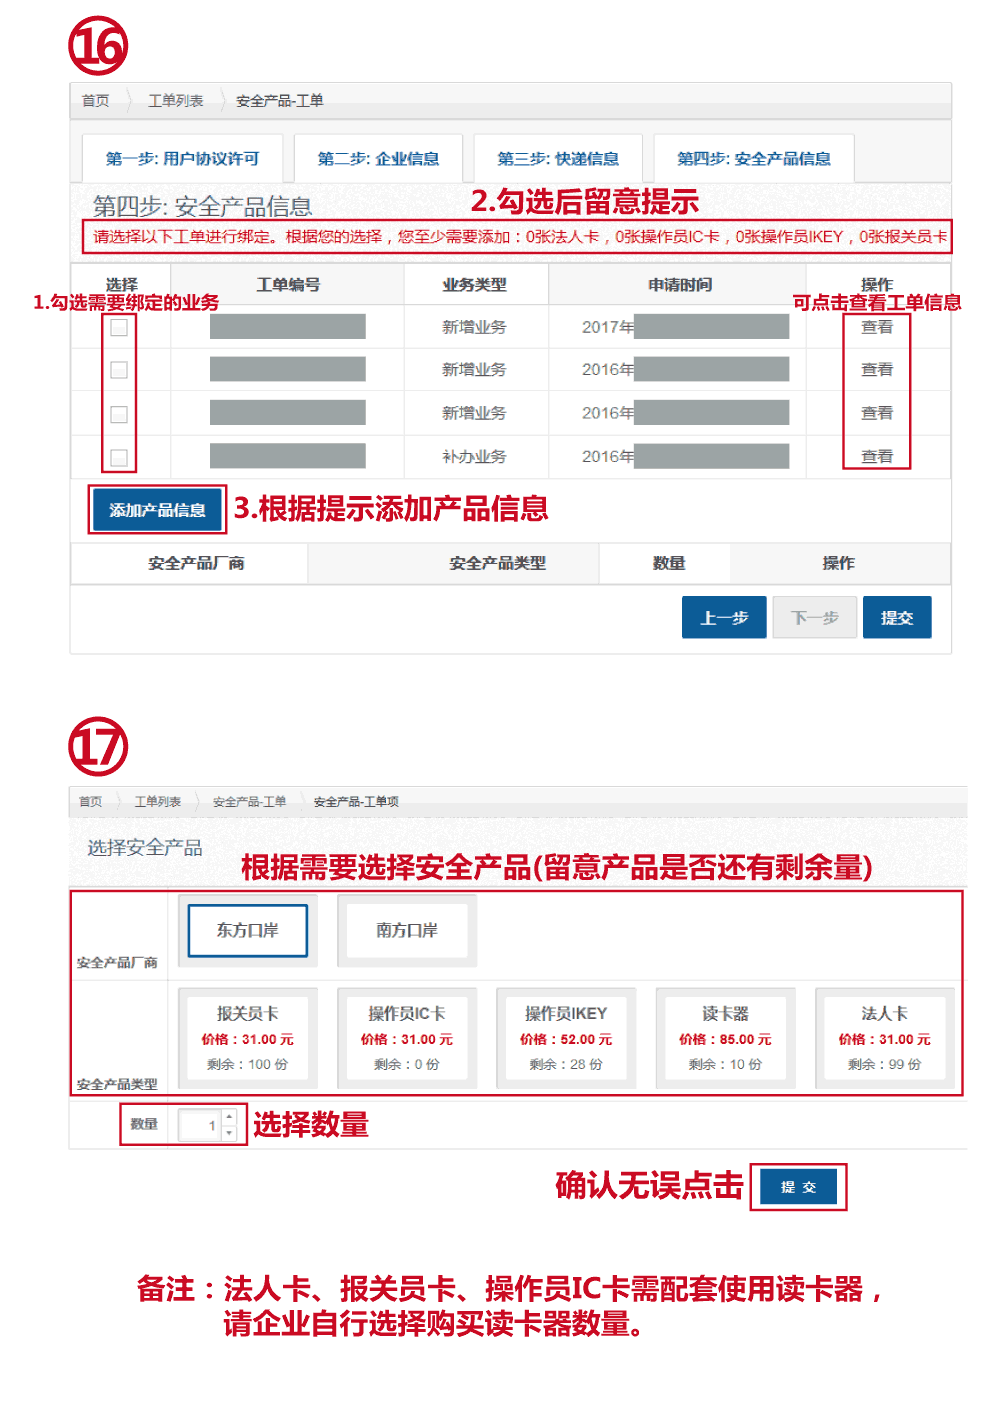 16
首页 工单列表 安全产品-工单
第一步: 用户协议许可 第二步: 企业信息 第三步: 快递信息 第四步: 安全产品信息
第四步: 安全产品信息
2.勾选后留意提示
请选择以下工单进行绑定。根据您的选择，您至少需要添加：0张法人卡，0张操作员IC卡，0张操作员IKEY，0张报关员卡
选择 工单编号 业务类型 申请时间 操作
1.勾选需要绑定的业务 可点击查看工单信息
新增业务 2017年 查看
新增业务 2016年 查看
新增业务 2016年 查看
补办业务 2016年 查看
添加产品信息 3.根据提示添加产品信息
安全产品厂商 安全产品类型 数量 操作
上一步 下一步 提交
17
首页 工单列表 安全产品-工单 安全产品-工单项
选择安全产品
根据需要选择安全产品(留意产品是否还有剩余量)
安全产品厂商 东方口岸 南方口岸
安全产品类型
报关员卡 操作员IC卡 操作员IKEY 读卡器 法人卡
价格：31.00 元 价格：31.00 元 价格：52.00 元 价格：85.00 元 价格：31.00 元
剩余：100 份 剩余：0 份 剩余：28 份 剩余：10 份 剩余：99 份
数量 1 选择数量
确认无误点击 提 交
备注：法人卡、报关员卡、操作员IC卡需配套使用读卡器，
请企业自行选择购买读卡器数量。